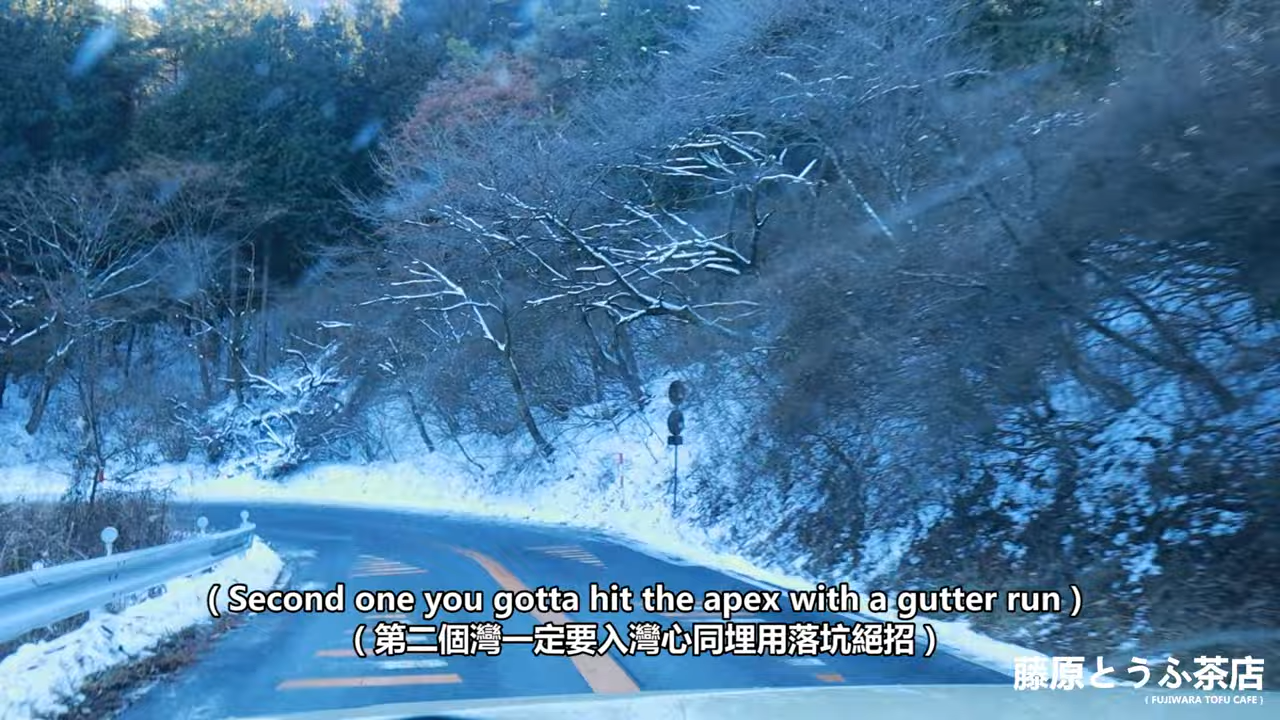 ( Second one you gotta hit the apex with a gutter run )
( 第二個灣一定要入灣心同埋用落坑絕招 )
藤原とうふ茶店
( FUJIWARA TOFU CAFE )